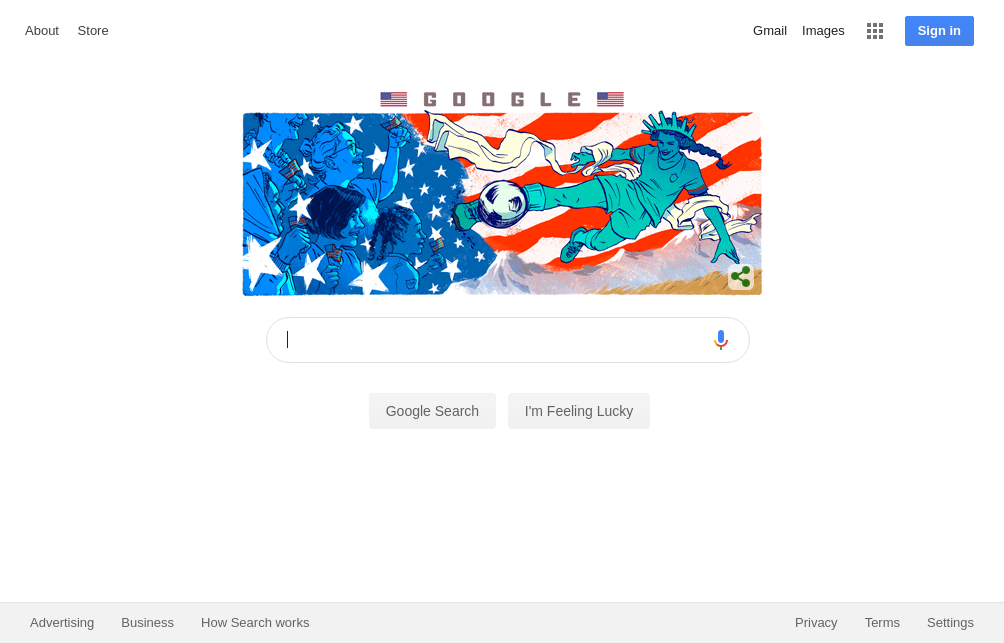 About Store Gmail Images Sign in
GOOGLE
Google Search I'm Feeling Lucky
Advertising Business How Search works Privacy Terms Settings